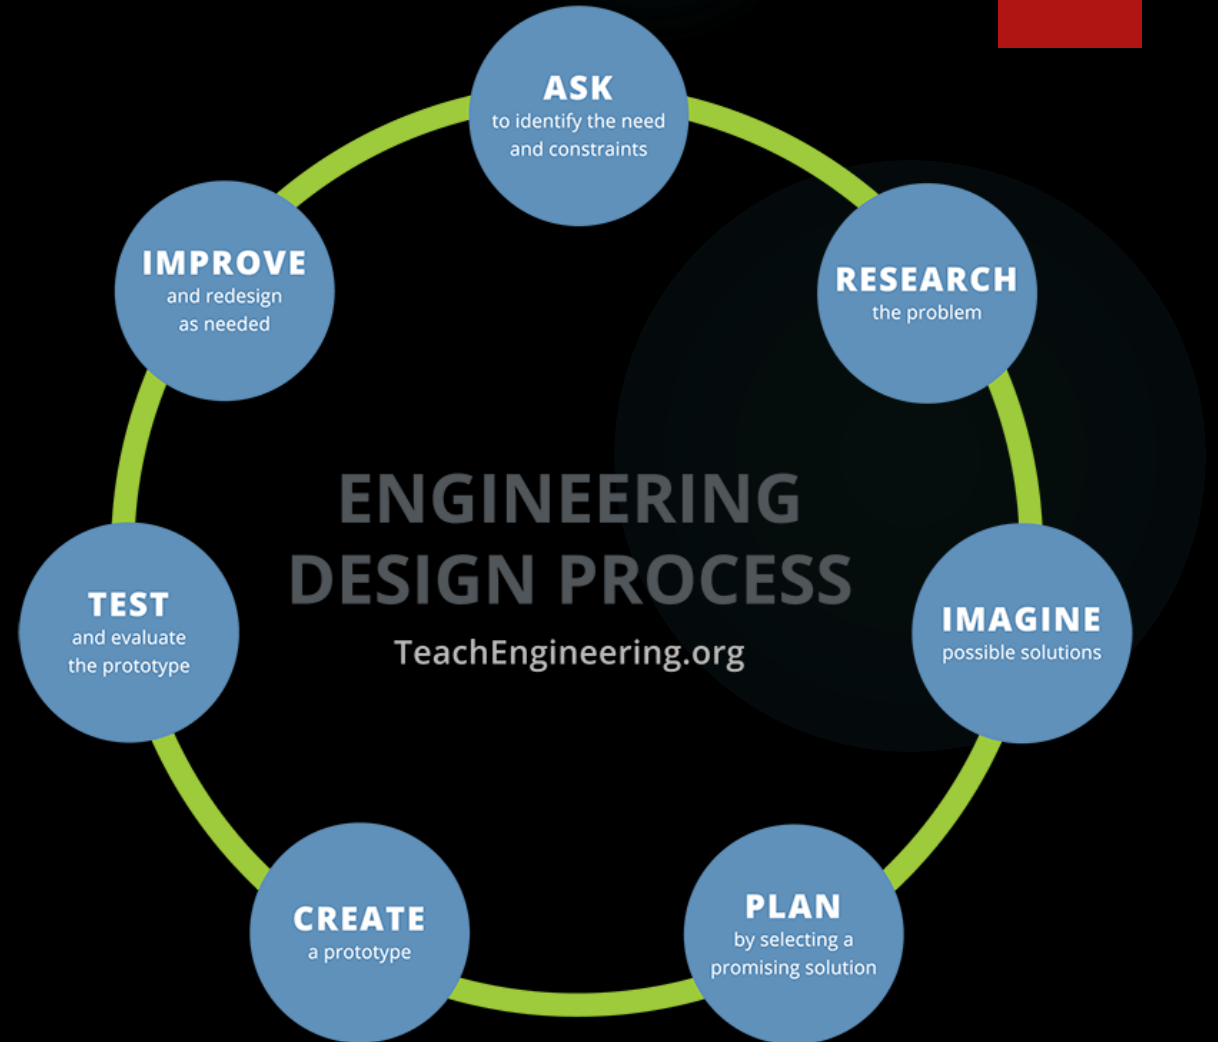 ASK
to identify the need
and constraints
RESEARCH
the problem
IMAGINE
possible solutions
PLAN
by selecting a
promising solution
CREATE
a prototype
TEST
and evaluate
the prototype
IMPROVE
and redesign
as needed
ENGINEERING
DESIGN PROCESS
TeachEngineering.org